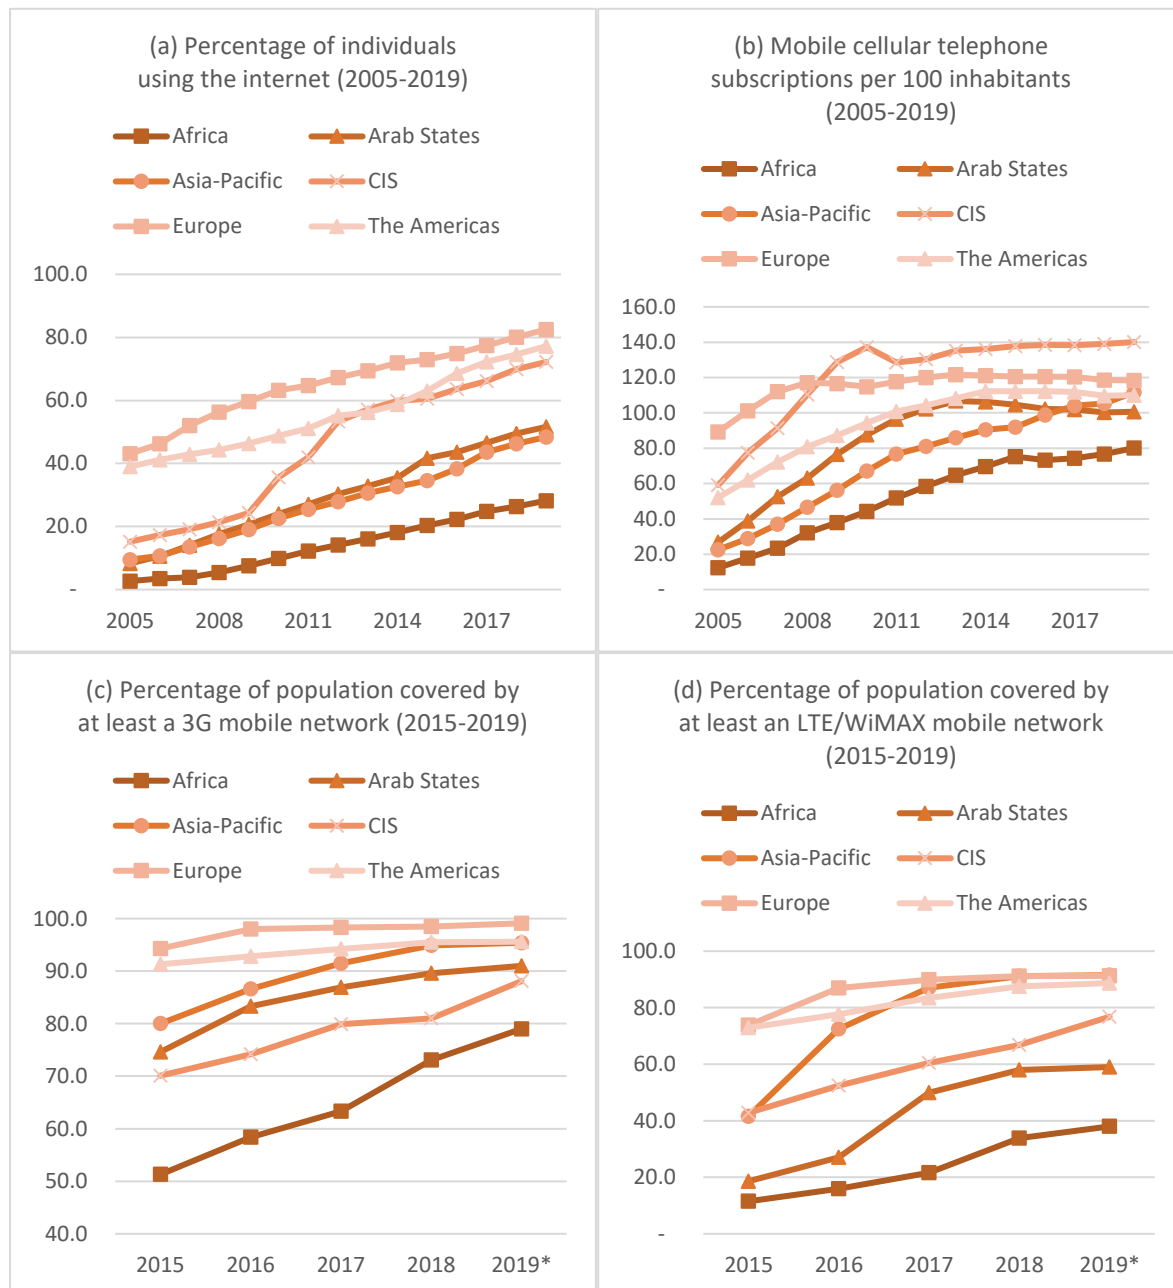 (a) Percentage of individuals
using the internet (2005-2019)
Africa
Arab States
Asia-Pacific
CIS
Europe
The Americas
100.0
80.0
60.0
40.0
20.0
-
2005 2008 2011 2014 2017
(b) Mobile cellular telephone
subscriptions per 100 inhabitants
(2005-2019)
Africa
Arab States
Asia-Pacific
CIS
Europe
The Americas
160.0
140.0
120.0
100.0
80.0
60.0
40.0
20.0
-
2005 2008 2011 2014 2017
(c) Percentage of population covered by
at least a 3G mobile network (2015-2019)
Africa
Arab States
Asia-Pacific
CIS
Europe
The Americas
100.0
90.0
80.0
70.0
60.0
50.0
40.0
2015 2016 2017 2018 2019*
(d) Percentage of population covered by
at least an LTE/WiMAX mobile network
(2015-2019)
Africa
Arab States
Asia-Pacific
CIS
Europe
The Americas
100.0
80.0
60.0
40.0
20.0
-
2015 2016 2017 2018 2019*